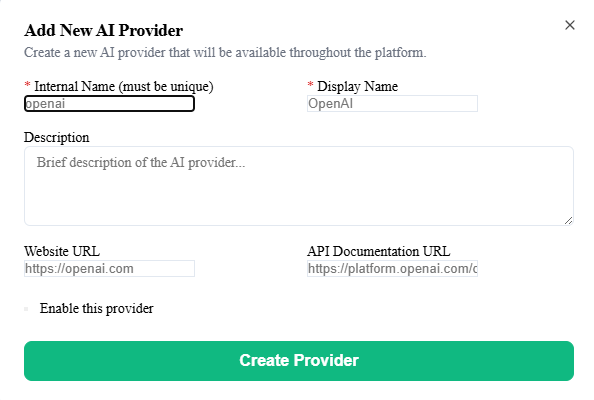 Add New AI Provider
Create a new AI provider that will be available throughout the platform.
* Internal Name (must be unique)
* Display Name
openai
OpenAI
Description
Brief description of the AI provider...
Website URL
API Documentation URL
https://openai.com
https://platform.openai.com/
Enable this provider
Create Provider